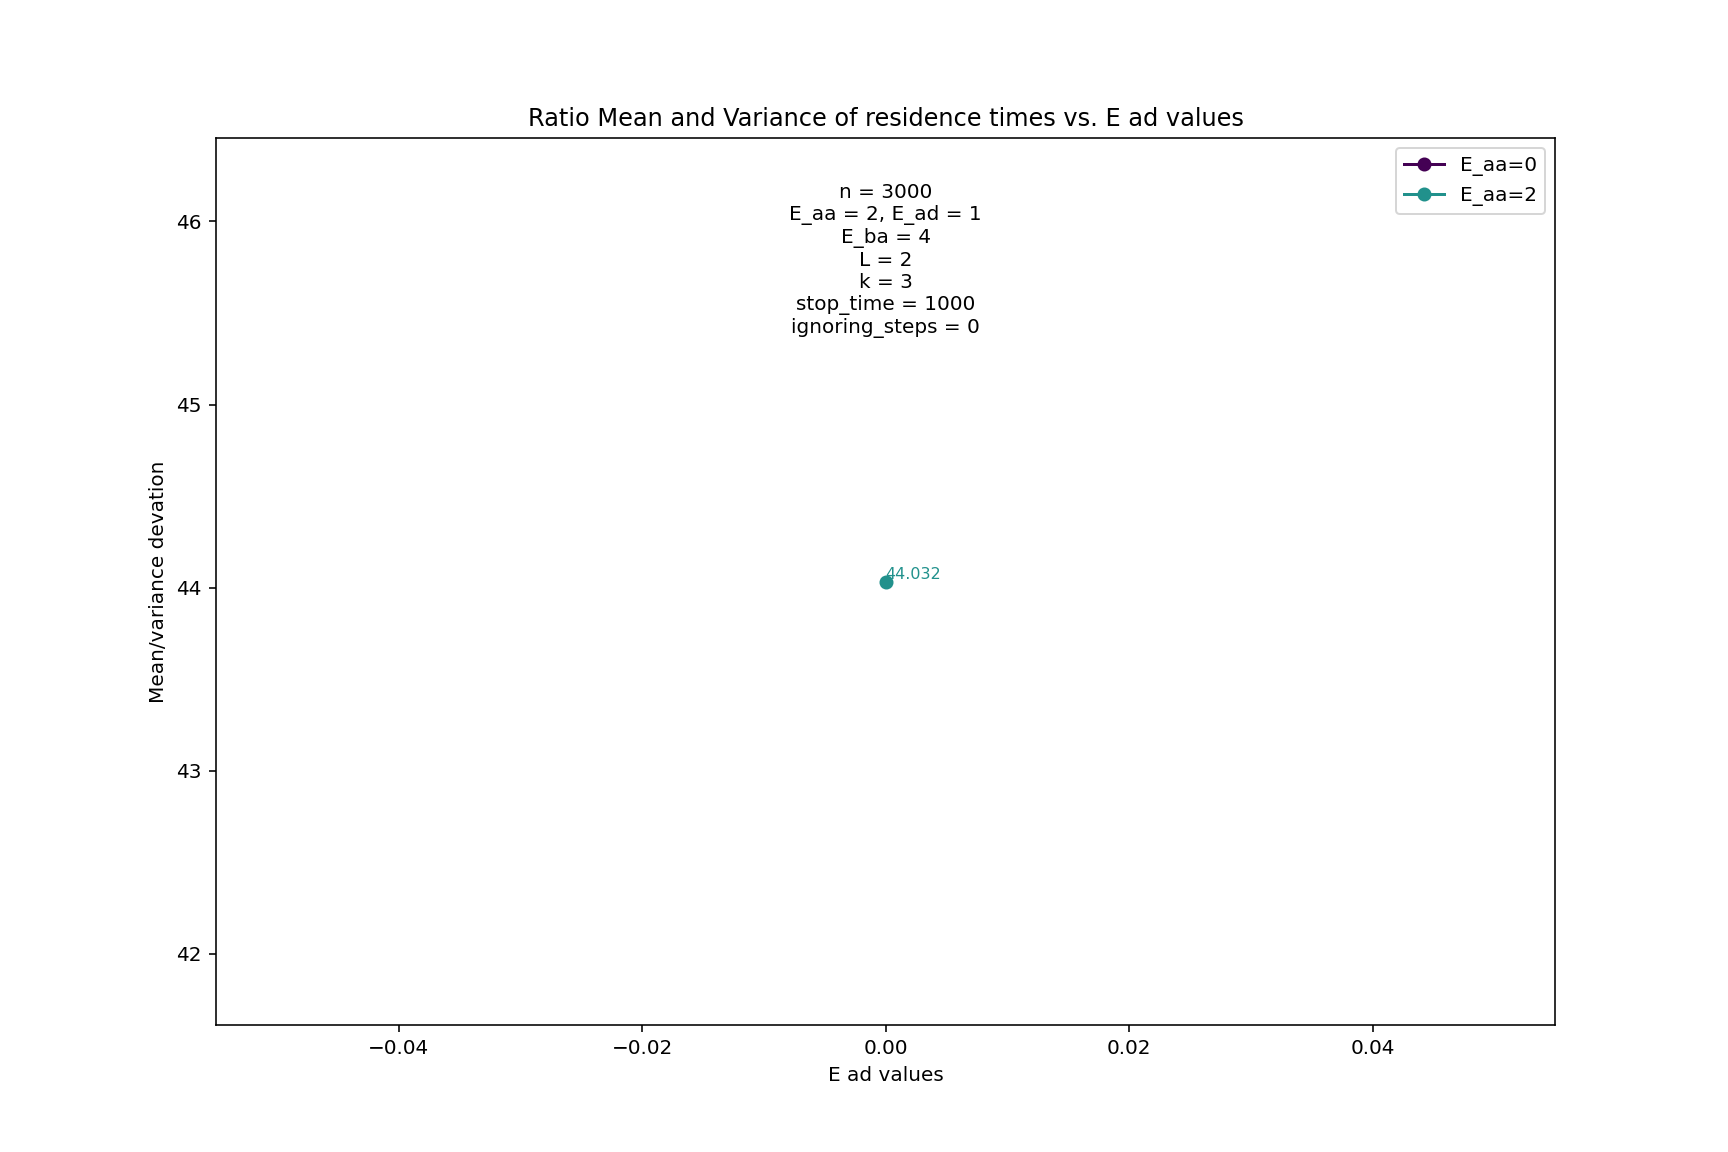 Ratio Mean and Variance of residence times vs. E ad values
E_aa=0
E_aa=2
n = 3000
E_aa = 2, E_ad = 1
E_ba = 4
L = 2
k = 3
stop_time = 1000
ignoring_steps = 0
46
45
44
43
42
Mean/variance devation
44.032
−0.04
−0.02
0.00
0.02
0.04
E ad values